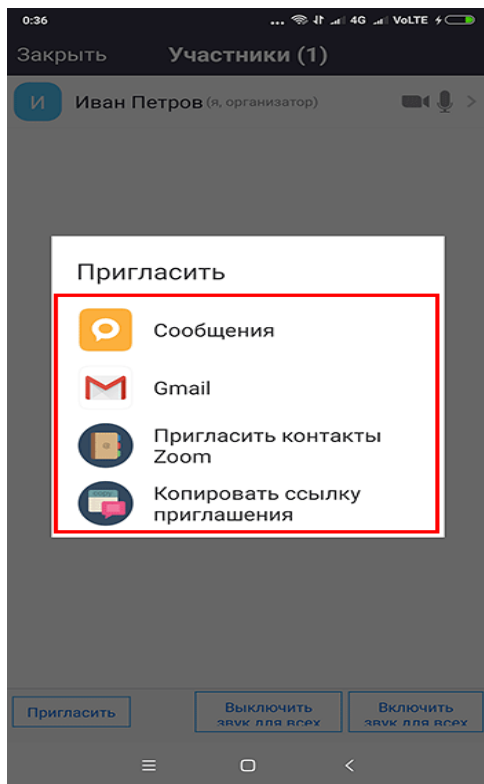 0:36 ... 4G VoLTE
Закрыть Участники (1)
И Иван Петров (я, организатор)
Пригласить
Сообщения
Gmail
Пригласить контакты
Zoom
Копировать ссылку
приглашения
Пригласить
Выключить
звук для всех
Включить
звук для всех